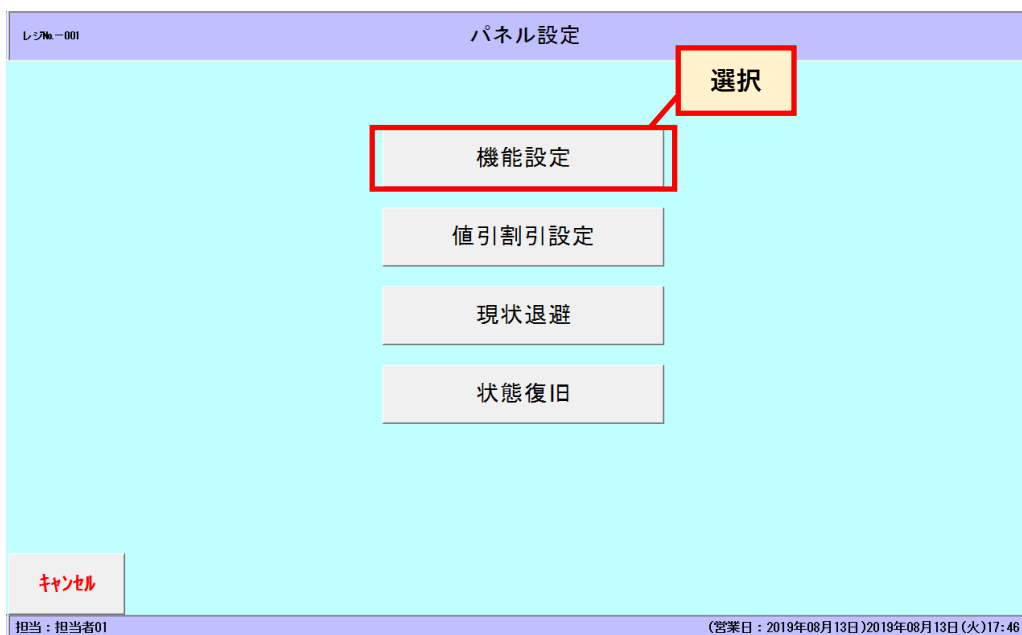 レジNo.－001
パネル設定
選択
機能設定
値引割引設定
現状退避
状態復旧
キャンセル
担当：担当者01
(営業日：2019年08月13日)2019年08月13日(火)17:46